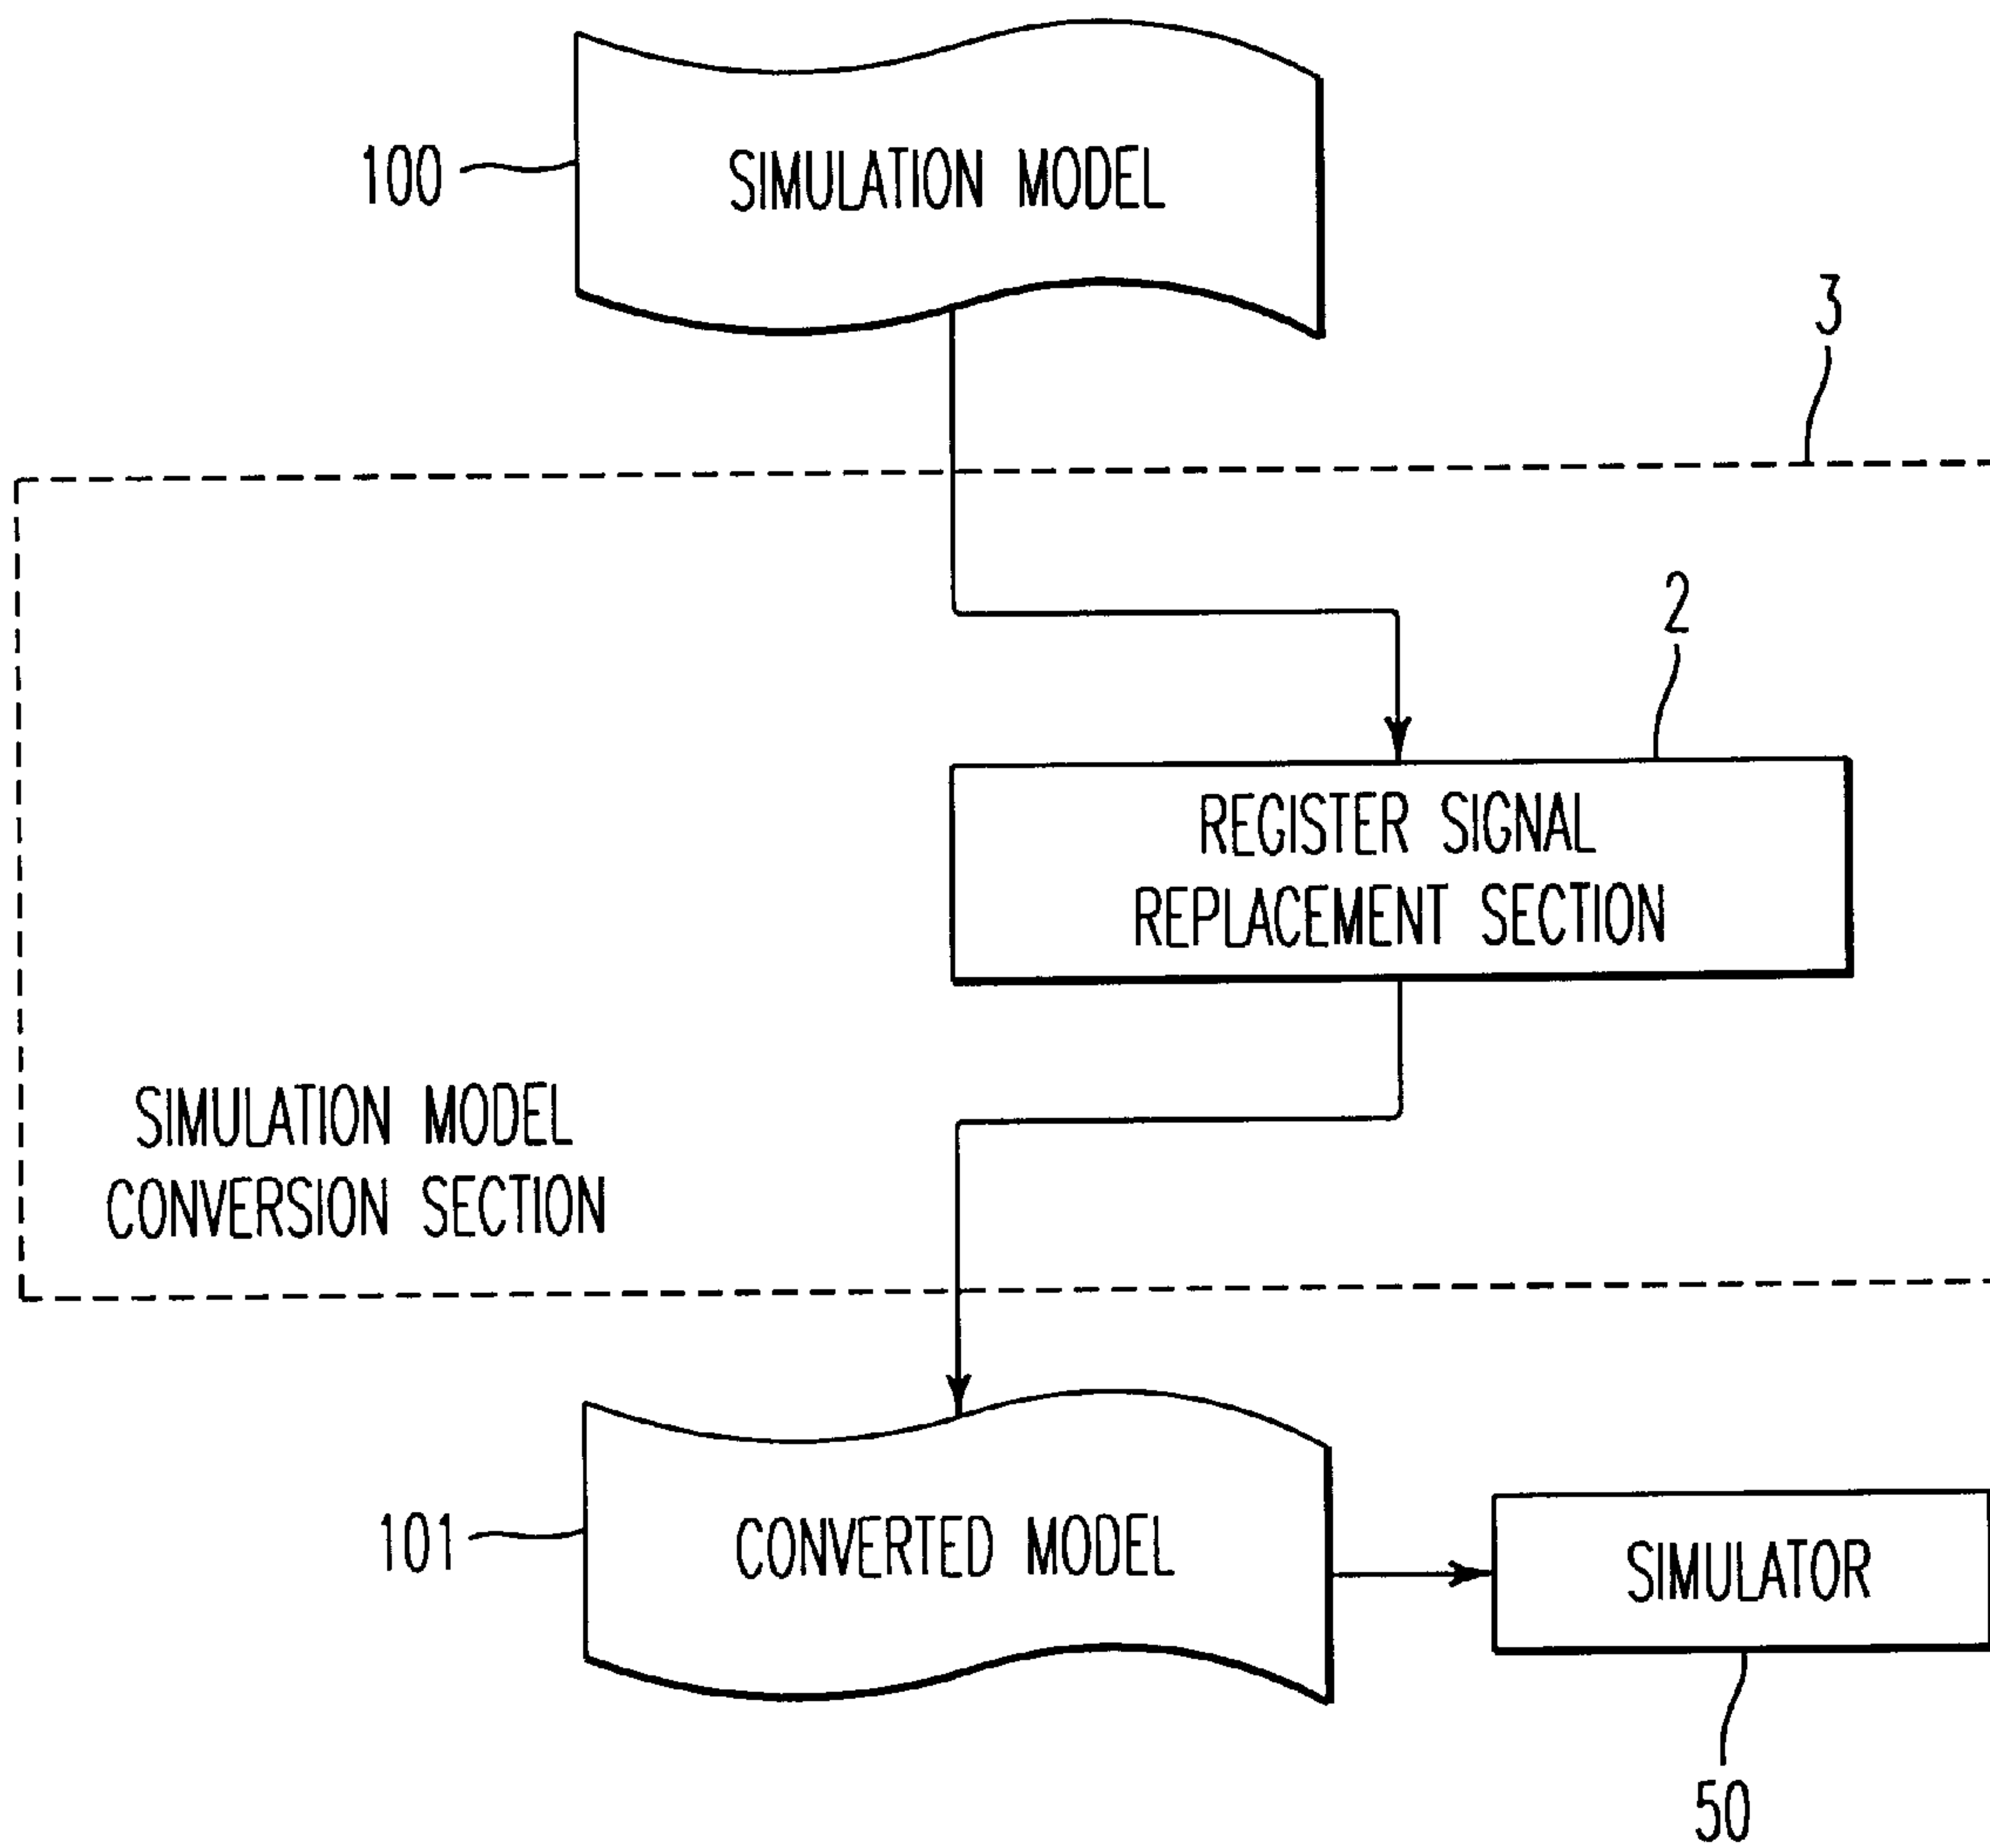 100
SIMULATION MODEL
3
2
REGISTER SIGNAL
REPLACEMENT SECTION
SIMULATION MODEL
CONVERSION SECTION
101
CONVERTED MODEL
SIMULATOR
50